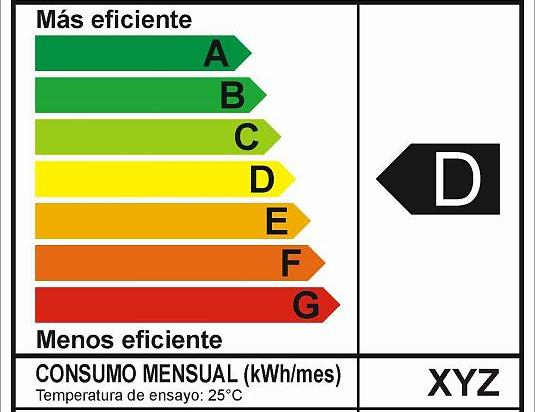 Más eficiente
A
B
C
D
D
E
F
G
Menos eficiente
CONSUMO MENSUAL (kWh/mes)
XYZ
Temperatura de ensayo: 25°C